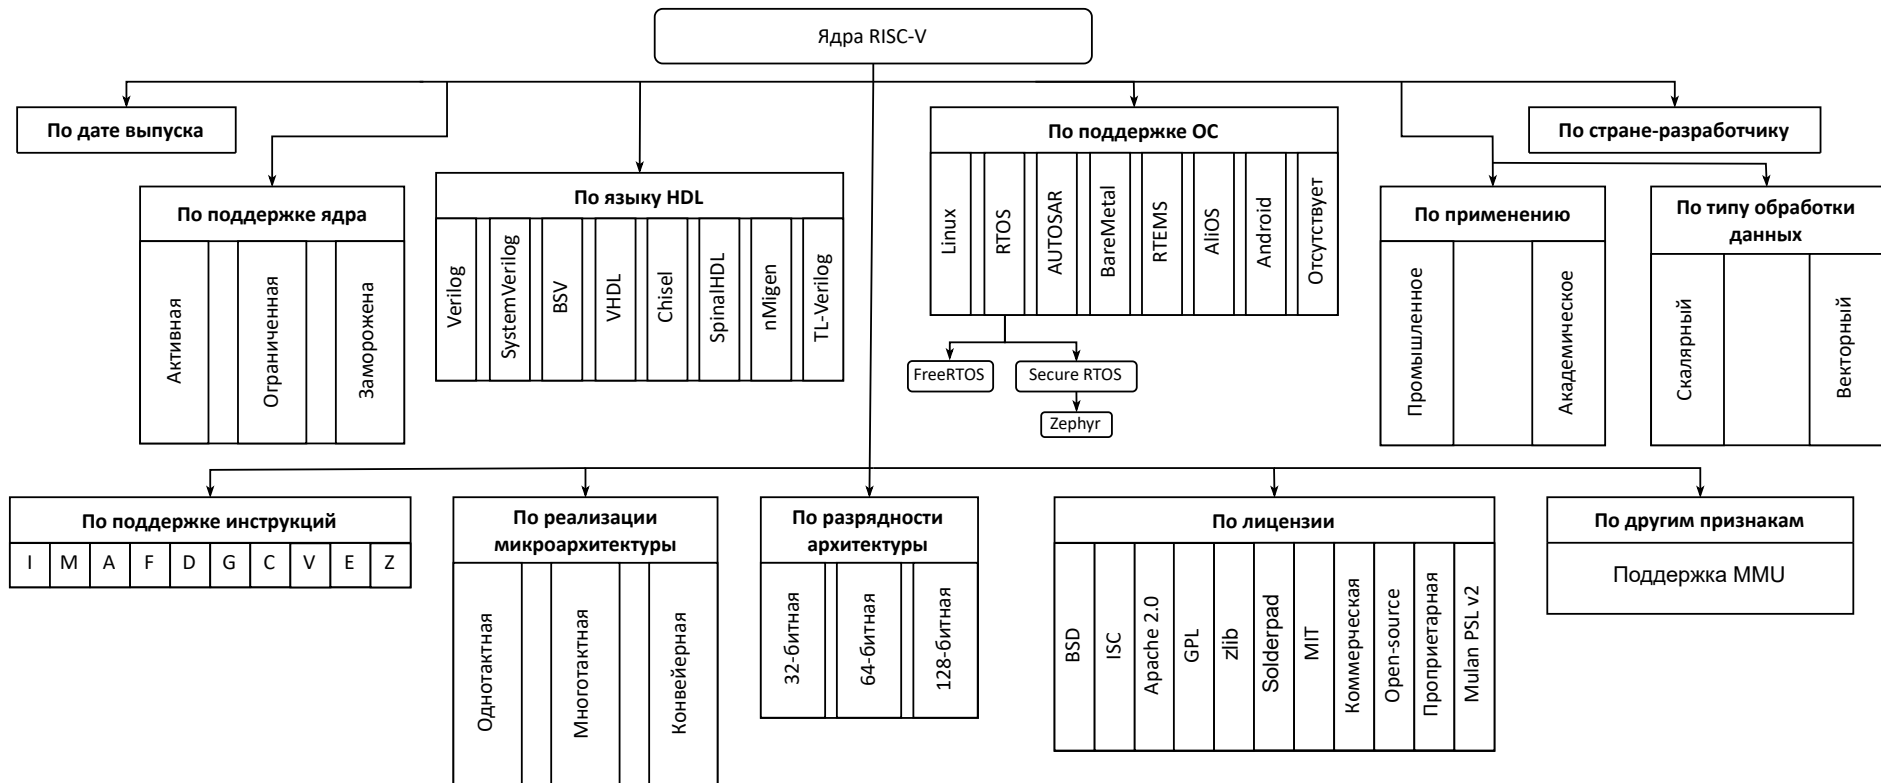 Ядра RISC-V
По дате выпуска
По поддержке ядра
Активная
Ограниченная
Заморожена
По языку HDL
Verilog
SystemVerilog
BSV
VHDL
Chisel
SpinalHDL
nMigen
TL-Verilog
По поддержке ОС
Linux
RTOS
AUTOSAR
BareMetal
RTEMS
AliOS
Android
Отсутствует
FreeRTOS
Secure RTOS
Zephyr
По стране-разработчику
По применению
Промышленное
Академическое
По типу обработки
данных
Скалярный
Векторный
По поддержке инструкций
I
M
A
F
D
G
C
V
E
Z
По реализации
микроархитектуры
Однотактная
Многотактная
Конвейерная
По разрядности
архитектуры
32-битная
64-битная
128-битная
По лицензии
BSD
ISC
Apache 2.0
GPL
zlib
Solderpad
MIT
Коммерческая
Open-source
Проприетарная
Mulan PSL v2
По другим признакам
Поддержка MMU